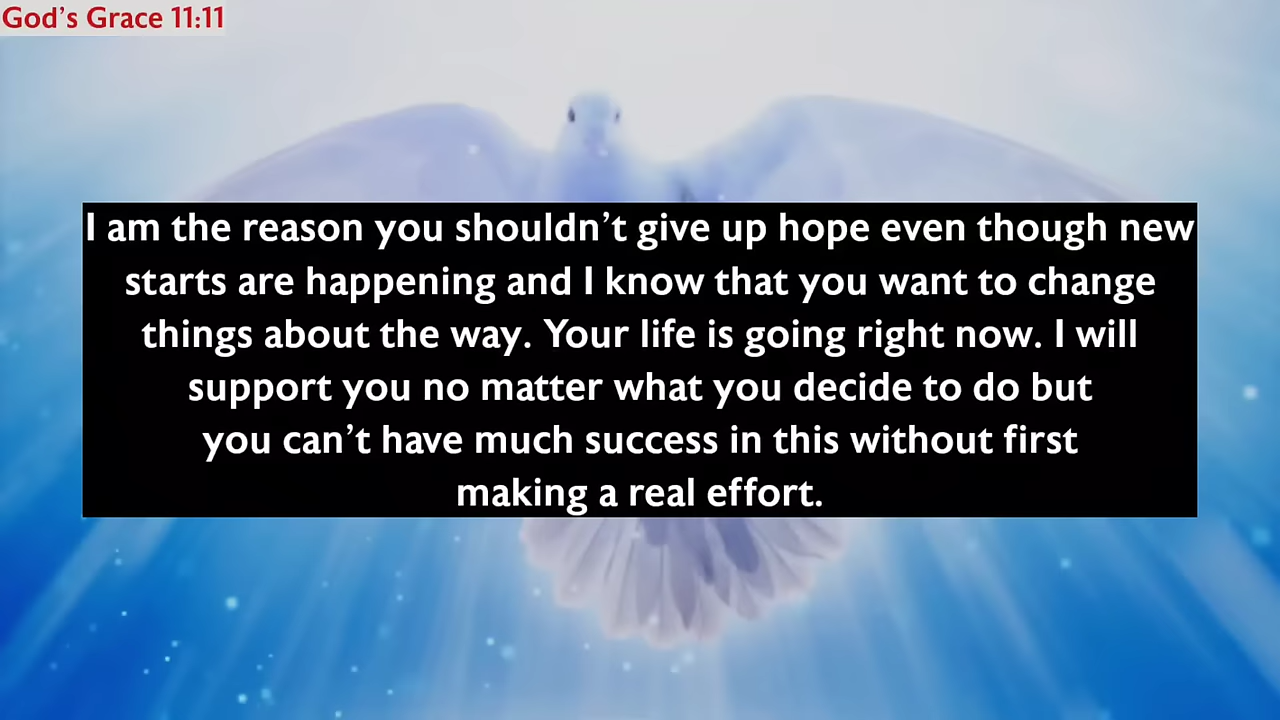 God’s Grace 11:11
I am the reason you shouldn’t give up hope even though new
starts are happening and I know that you want to change
things about the way. Your life is going right now. I will
support you no matter what you decide to do but
you can’t have much success in this without first
making a real effort.